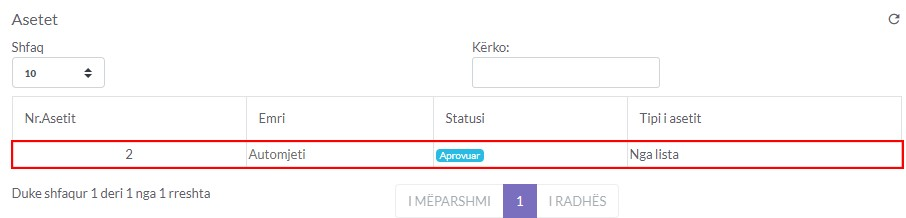 Asetet
Shfaq Kërko:
10
Nr.Asetit Emri Statusi Tipi i asetit
2 Automjeti Aprovuar Nga lista
Duke shfaqur 1 deri 1 nga 1 rreshta I MËPARSHMI 1 I RADHËS